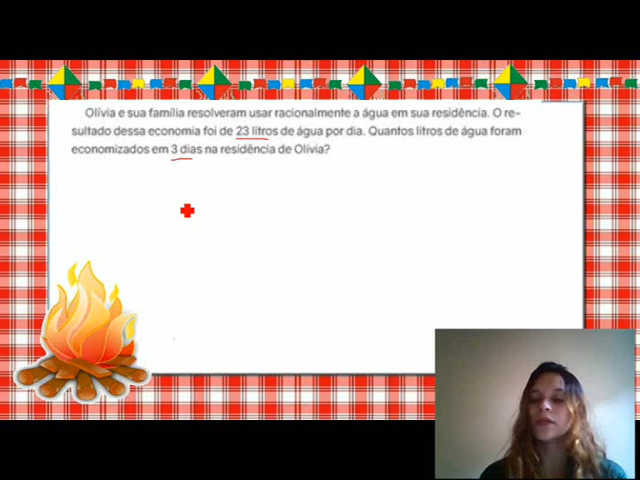 Olívia e sua família resolveram usar racionalmente a água em sua residência. O re-
sultado dessa economia foi de 23 litros de água por dia. Quantos litros de água foram
economizados em 3 dias na residência de Olívia?